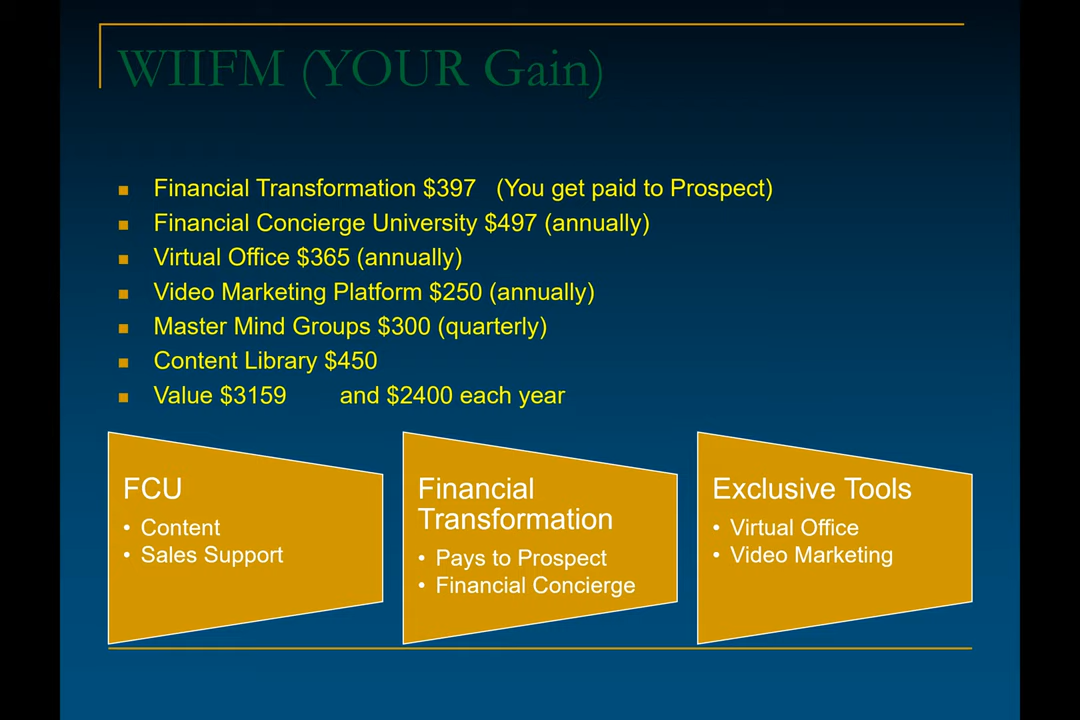 WIIFM (YOUR Gain)
Financial Transformation $397 (You get paid to Prospect)
Financial Concierge University $497 (annually)
Virtual Office $365 (annually)
Video Marketing Platform $250 (annually)
Master Mind Groups $300 (quarterly)
Content Library $450
Value $3159 and $2400 each year
FCU
• Content
• Sales Support
Financial
Transformation
• Pays to Prospect
• Financial Concierge
Exclusive Tools
• Virtual Office
• Video Marketing